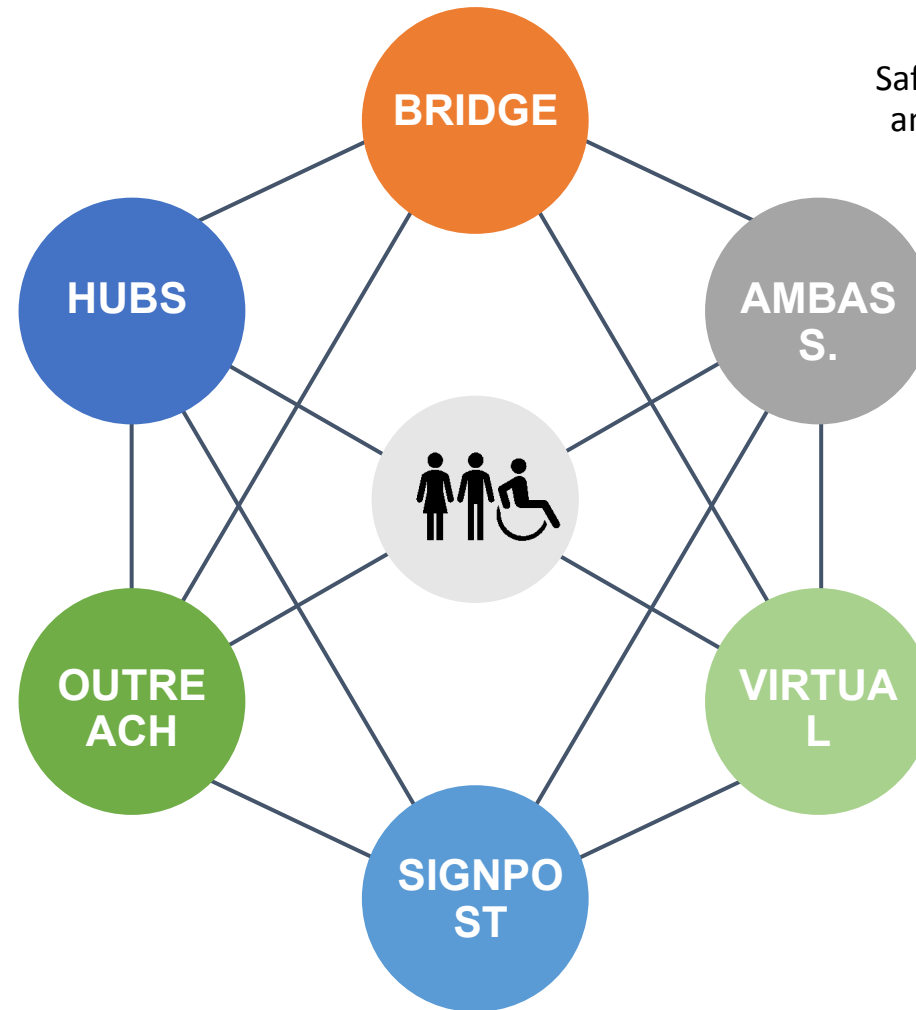 BRIDGE
HUBS
AMBAS
S.
OUTRE
ACH
VIRTUA
L
SIGNPO
ST